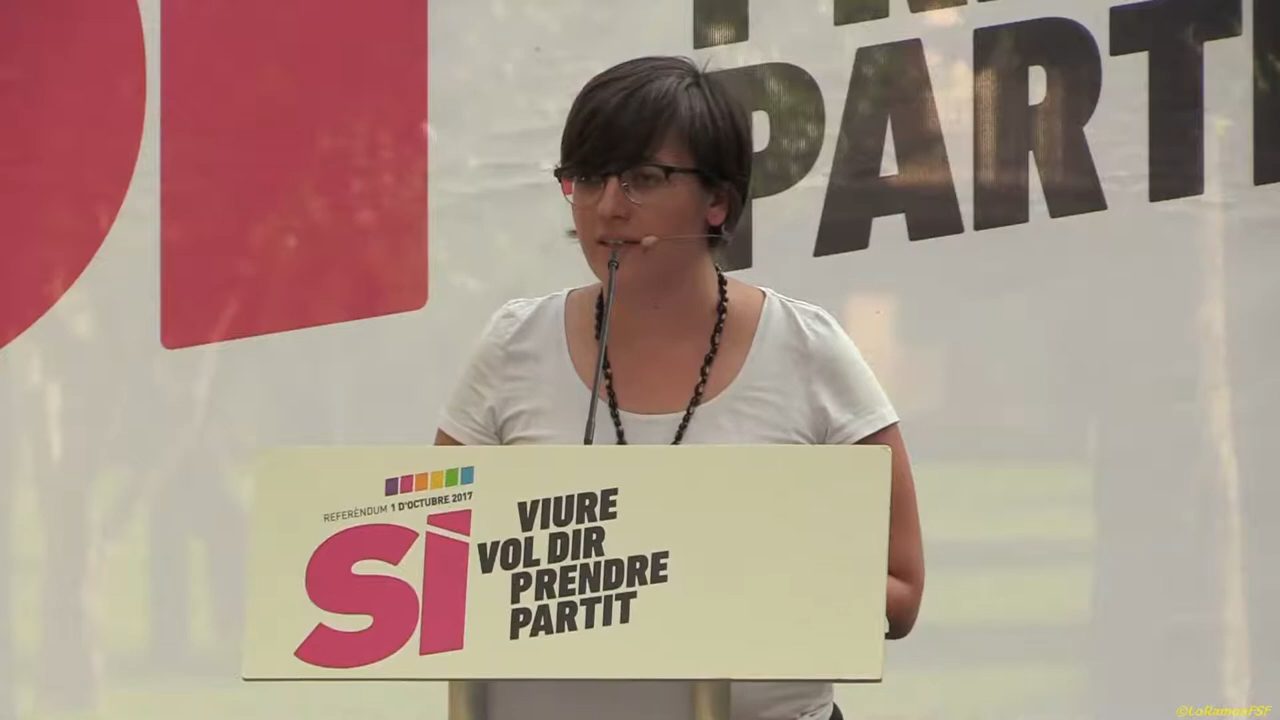 PARTI
REFERÈNDUM 1 D'OCTUBRE 2017
SÍ
VIURE
VOL DIR
PRENDRE
PARTIT
©LoRamonFSF